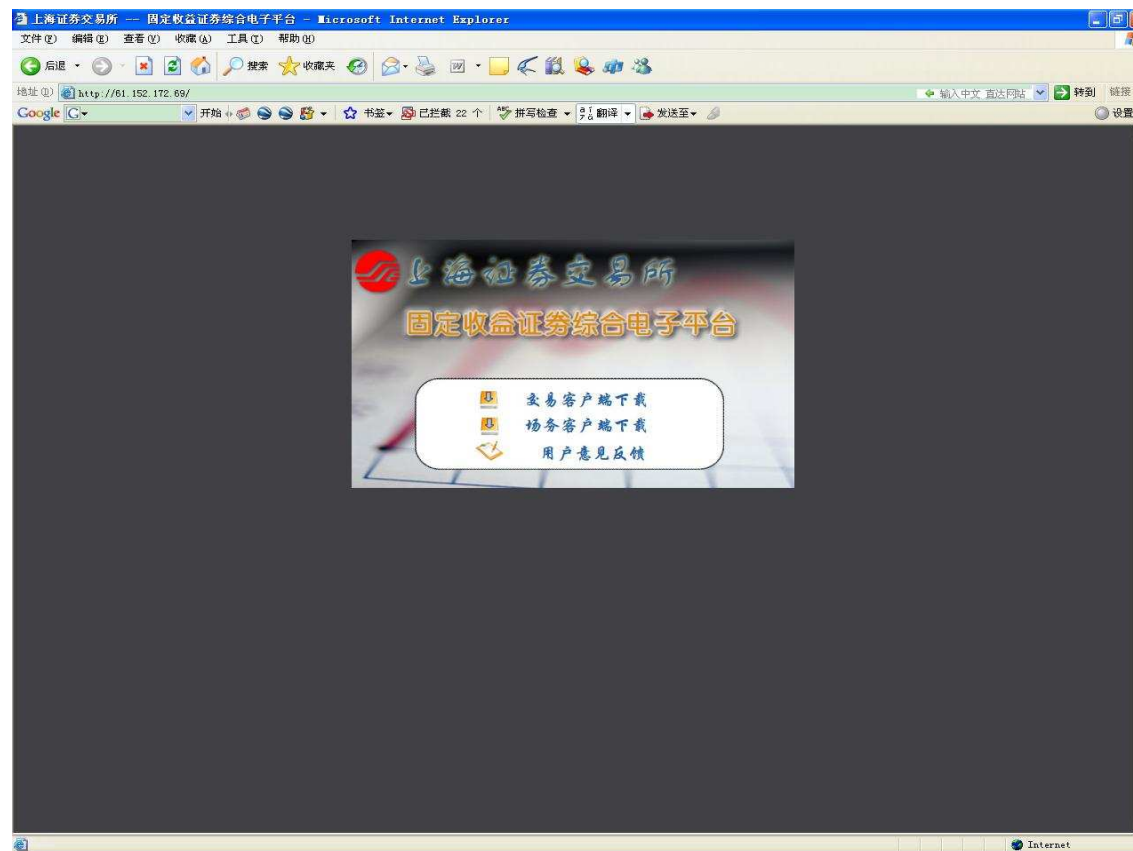 上海证券交易所 -- 固定收益证券综合电子平台 - Microsoft Internet Explorer
文件(F) 编辑(E) 查看(V) 收藏(A) 工具(T) 帮助(H)
后退 搜索 收藏夹
地址(D) http://61.152.172.69/ 输入中文 直达网站 转到 链接
Google G 开始 书签 已拦截 22 个 拼写检查 翻译 发送至 设置
上海证券交易所
固定收益证券综合电子平台
交易客户端下载
场务客户端下载
用户意见反馈
Internet